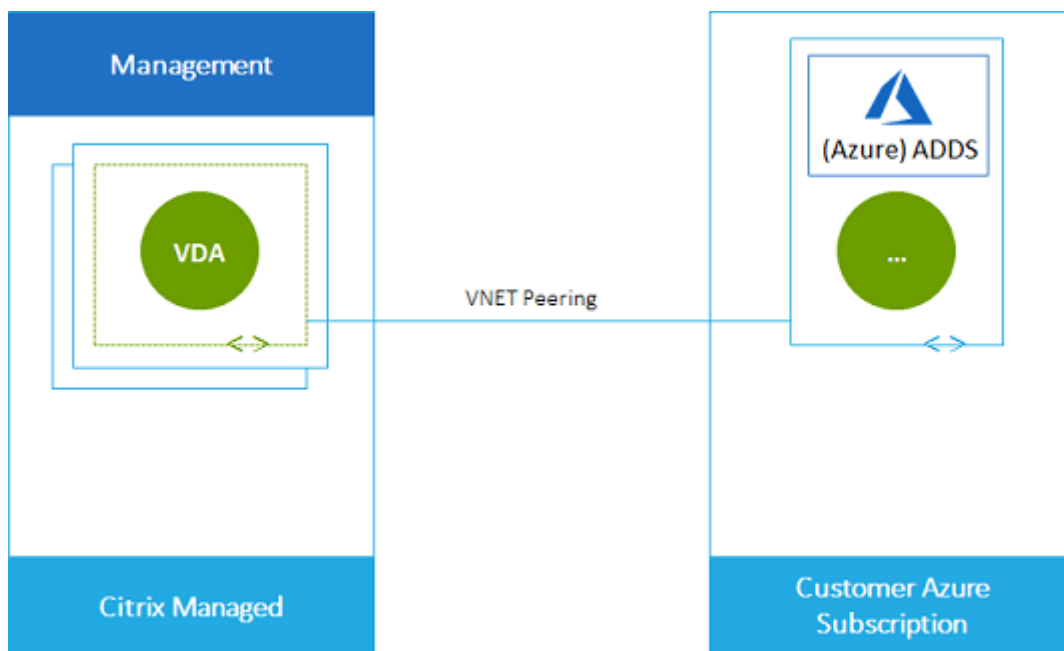 Management
VDA
Citrix Managed
VNET Peering
(Azure) ADDS
...
Customer Azure
Subscription